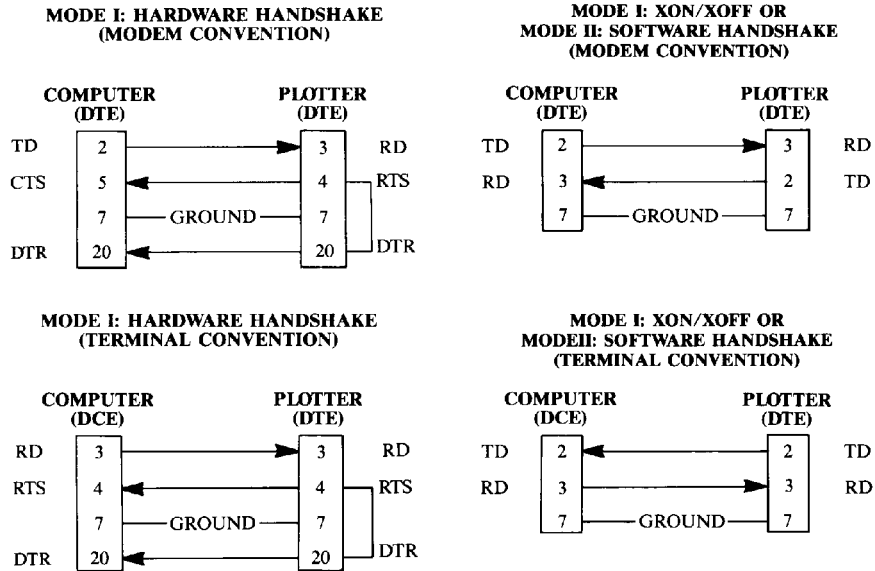 MODE I: HARDWARE HANDSHAKE
(MODEM CONVENTION)
COMPUTER PLOTTER
(DTE) (DTE)
TD 2 3 RD
CTS 5 4 RTS
7 GROUND 7
DTR 20 20 DTR
MODE I: XON/XOFF OR
MODE II: SOFTWARE HANDSHAKE
(MODEM CONVENTION)
COMPUTER PLOTTER
(DTE) (DTE)
TD 2 3 RD
RD 3 2 TD
7 GROUND 7
MODE I: HARDWARE HANDSHAKE
(TERMINAL CONVENTION)
COMPUTER PLOTTER
(DCE) (DTE)
RD 3 3 RD
RTS 4 4 RTS
7 GROUND 7
DTR 20 20 DTR
MODE I: XON/XOFF OR
MODEII: SOFTWARE HANDSHAKE
(TERMINAL CONVENTION)
COMPUTER PLOTTER
(DCE) (DTE)
TD 2 2 TD
RD 3 3 RD
7 GROUND 7